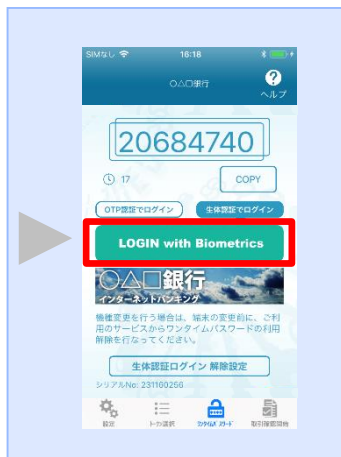 SIMなし 16:18
○△□銀行
ヘルプ
20684740
17 COPY
OTP認証でログイン 生体認証でログイン
LOGIN with Biometrics
○△□銀行
インターネットバンキング
機種変更を行う場合は、端末の変更前に、ご利
用のサービスからワンタイムパスワードの利用
解除を行なってください。
生体認証ログイン 解除設定
シリアルNo: 231160256
設定 トークン選択 ワンタイムパスワード 取引確認開始